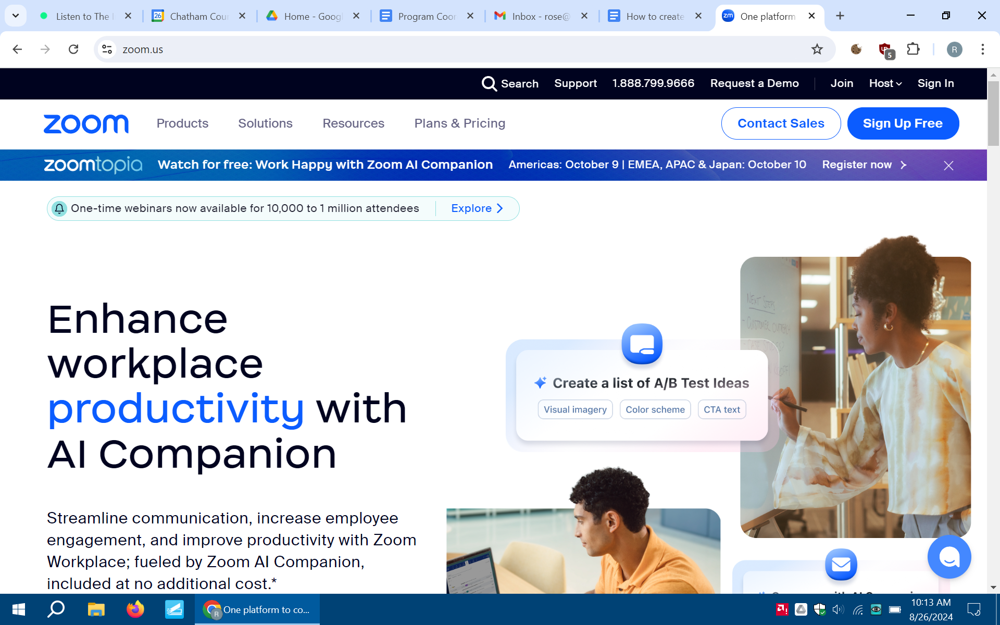 Listen to The
Chatham Cour
Home - Googl
Program Coor
Inbox - rose@
How to create
One platform
zoom.us
5
R
Search
Support
1.888.799.9666
Request a Demo
Join
Host
Sign In
zoom
Products
Solutions
Resources
Plans & Pricing
Contact Sales
Sign Up Free
zoomtopia
Watch for free: Work Happy with Zoom AI Companion
Americas: October 9 | EMEA, APAC & Japan: October 10
Register now
One-time webinars now available for 10,000 to 1 million attendees
Explore
NEXT STEPS
- CUSTOMER OUTREACH
Enhance
workplace
productivity with
AI Companion
Create a list of A/B Test Ideas
Visual imagery
Color scheme
CTA text
Streamline communication, increase employee
engagement, and improve productivity with Zoom
Workplace; fueled by Zoom AI Companion,
included at no additional cost.*
One platform to co...
10:13 AM
8/26/2024